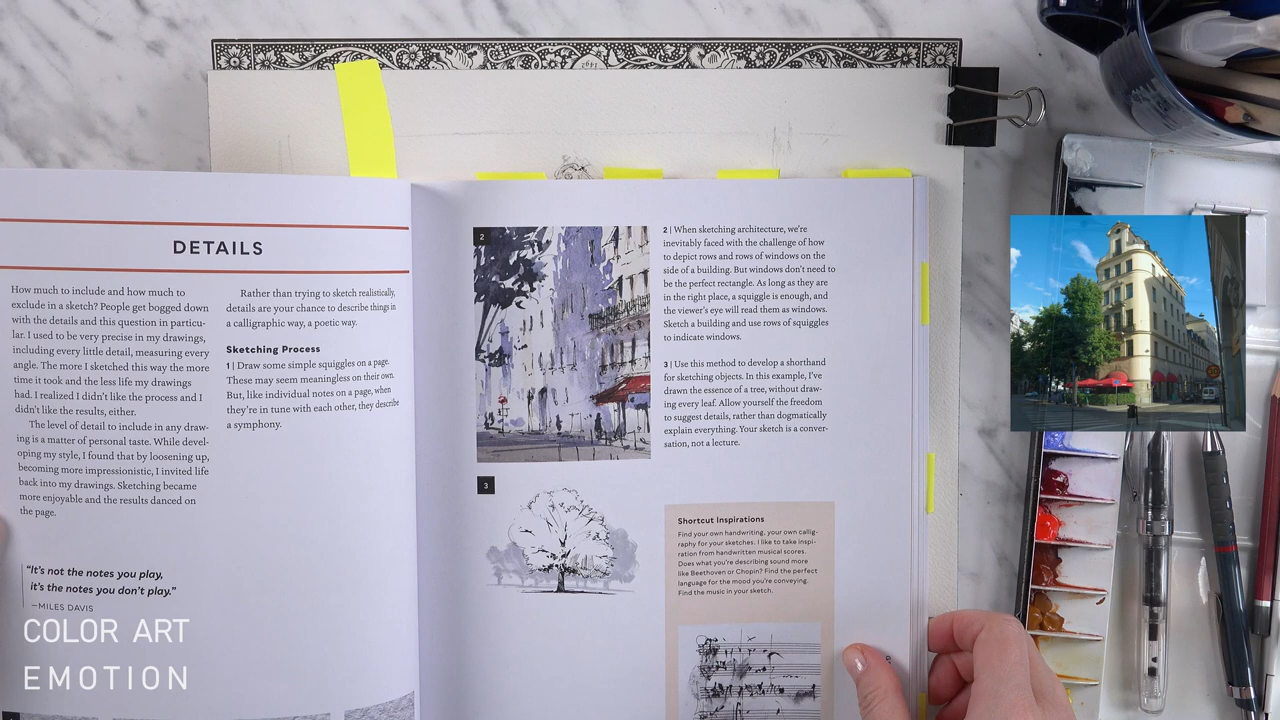 DETAILS
How much to include and how much to
exclude in a sketch? People get bogged down
with the details and this question in particu-
lar. I used to be very precise in my drawings,
including every little detail, measuring every
angle. The more I sketched this way the more
time it took and the less life my drawings
had. I realized I didn't like the process and I
didn't like the results, either.
The level of detail to include in any draw-
ing is a matter of personal taste. While devel-
oping my style, I found that by loosening up,
becoming more impressionistic, I invited life
back into my drawings. Sketching became
more enjoyable and the results danced on
the page.
"It's not the notes you play,
it's the notes you don't play."
—MILES DAVIS
Rather than trying to sketch realistically,
details are your chance to describe things in
a calligraphic way, a poetic way.
Sketching Process
1 | Draw some simple squiggles on a page.
These may seem meaningless on their own.
But, like individual notes on a page, when
they're in tune with each other, they describe
a symphony.
2
2 | When sketching architecture, we're
inevitably faced with the challenge of how
to depict rows and rows of windows on the
side of a building. But windows don't need to
be the perfect rectangle. As long as they are
in the right place, a squiggle is enough, and
the viewer's eye will read them as windows.
Sketch a building and use rows of squiggles
to indicate windows.
3 | Use this method to develop a shorthand
for sketching objects. In this example, I've
drawn the essence of a tree, without draw-
ing every leaf. Allow yourself the freedom
to suggest details, rather than dogmatically
explain everything. Your sketch is a conver-
sation, not a lecture.
3
Shortcut Inspirations
Find your own handwriting, your own callig-
raphy for your sketches. I like to take inspi-
ration from handwritten musical scores.
Does what you're describing sound more
like Beethoven or Chopin? Find the perfect
language for the mood you're conveying.
Find the music in your sketch.
COLOR ART
EMOTION